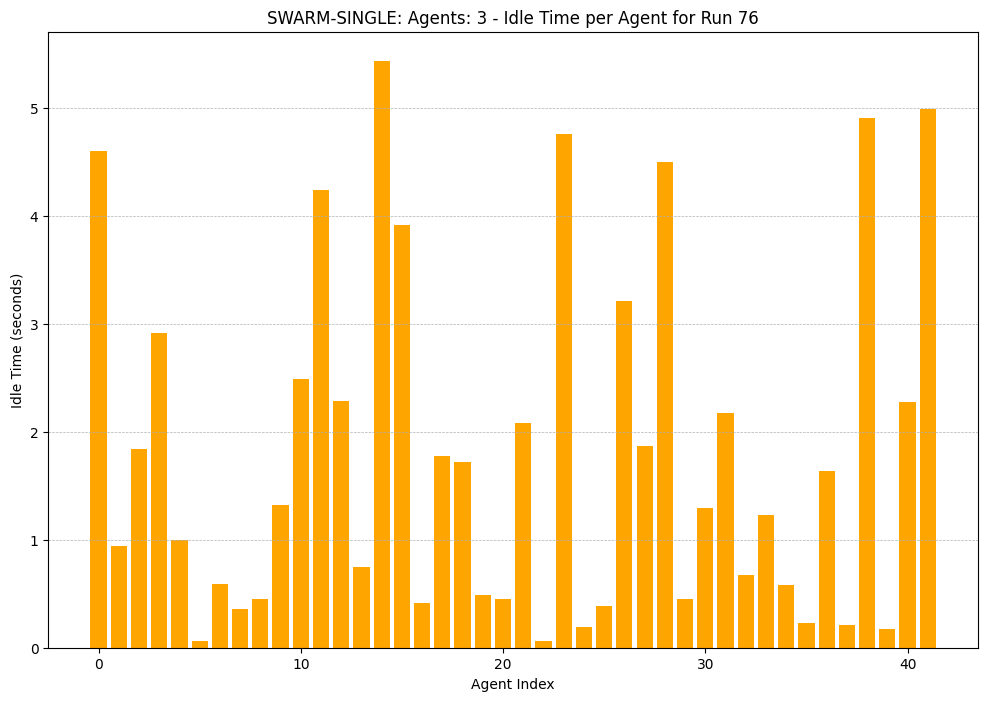 SWARM-SINGLE: Agents: 3 - Idle Time per Agent for Run 76
Idle Time (seconds)
5
4
3
2
1
0
0 10 20 30 40
Agent Index